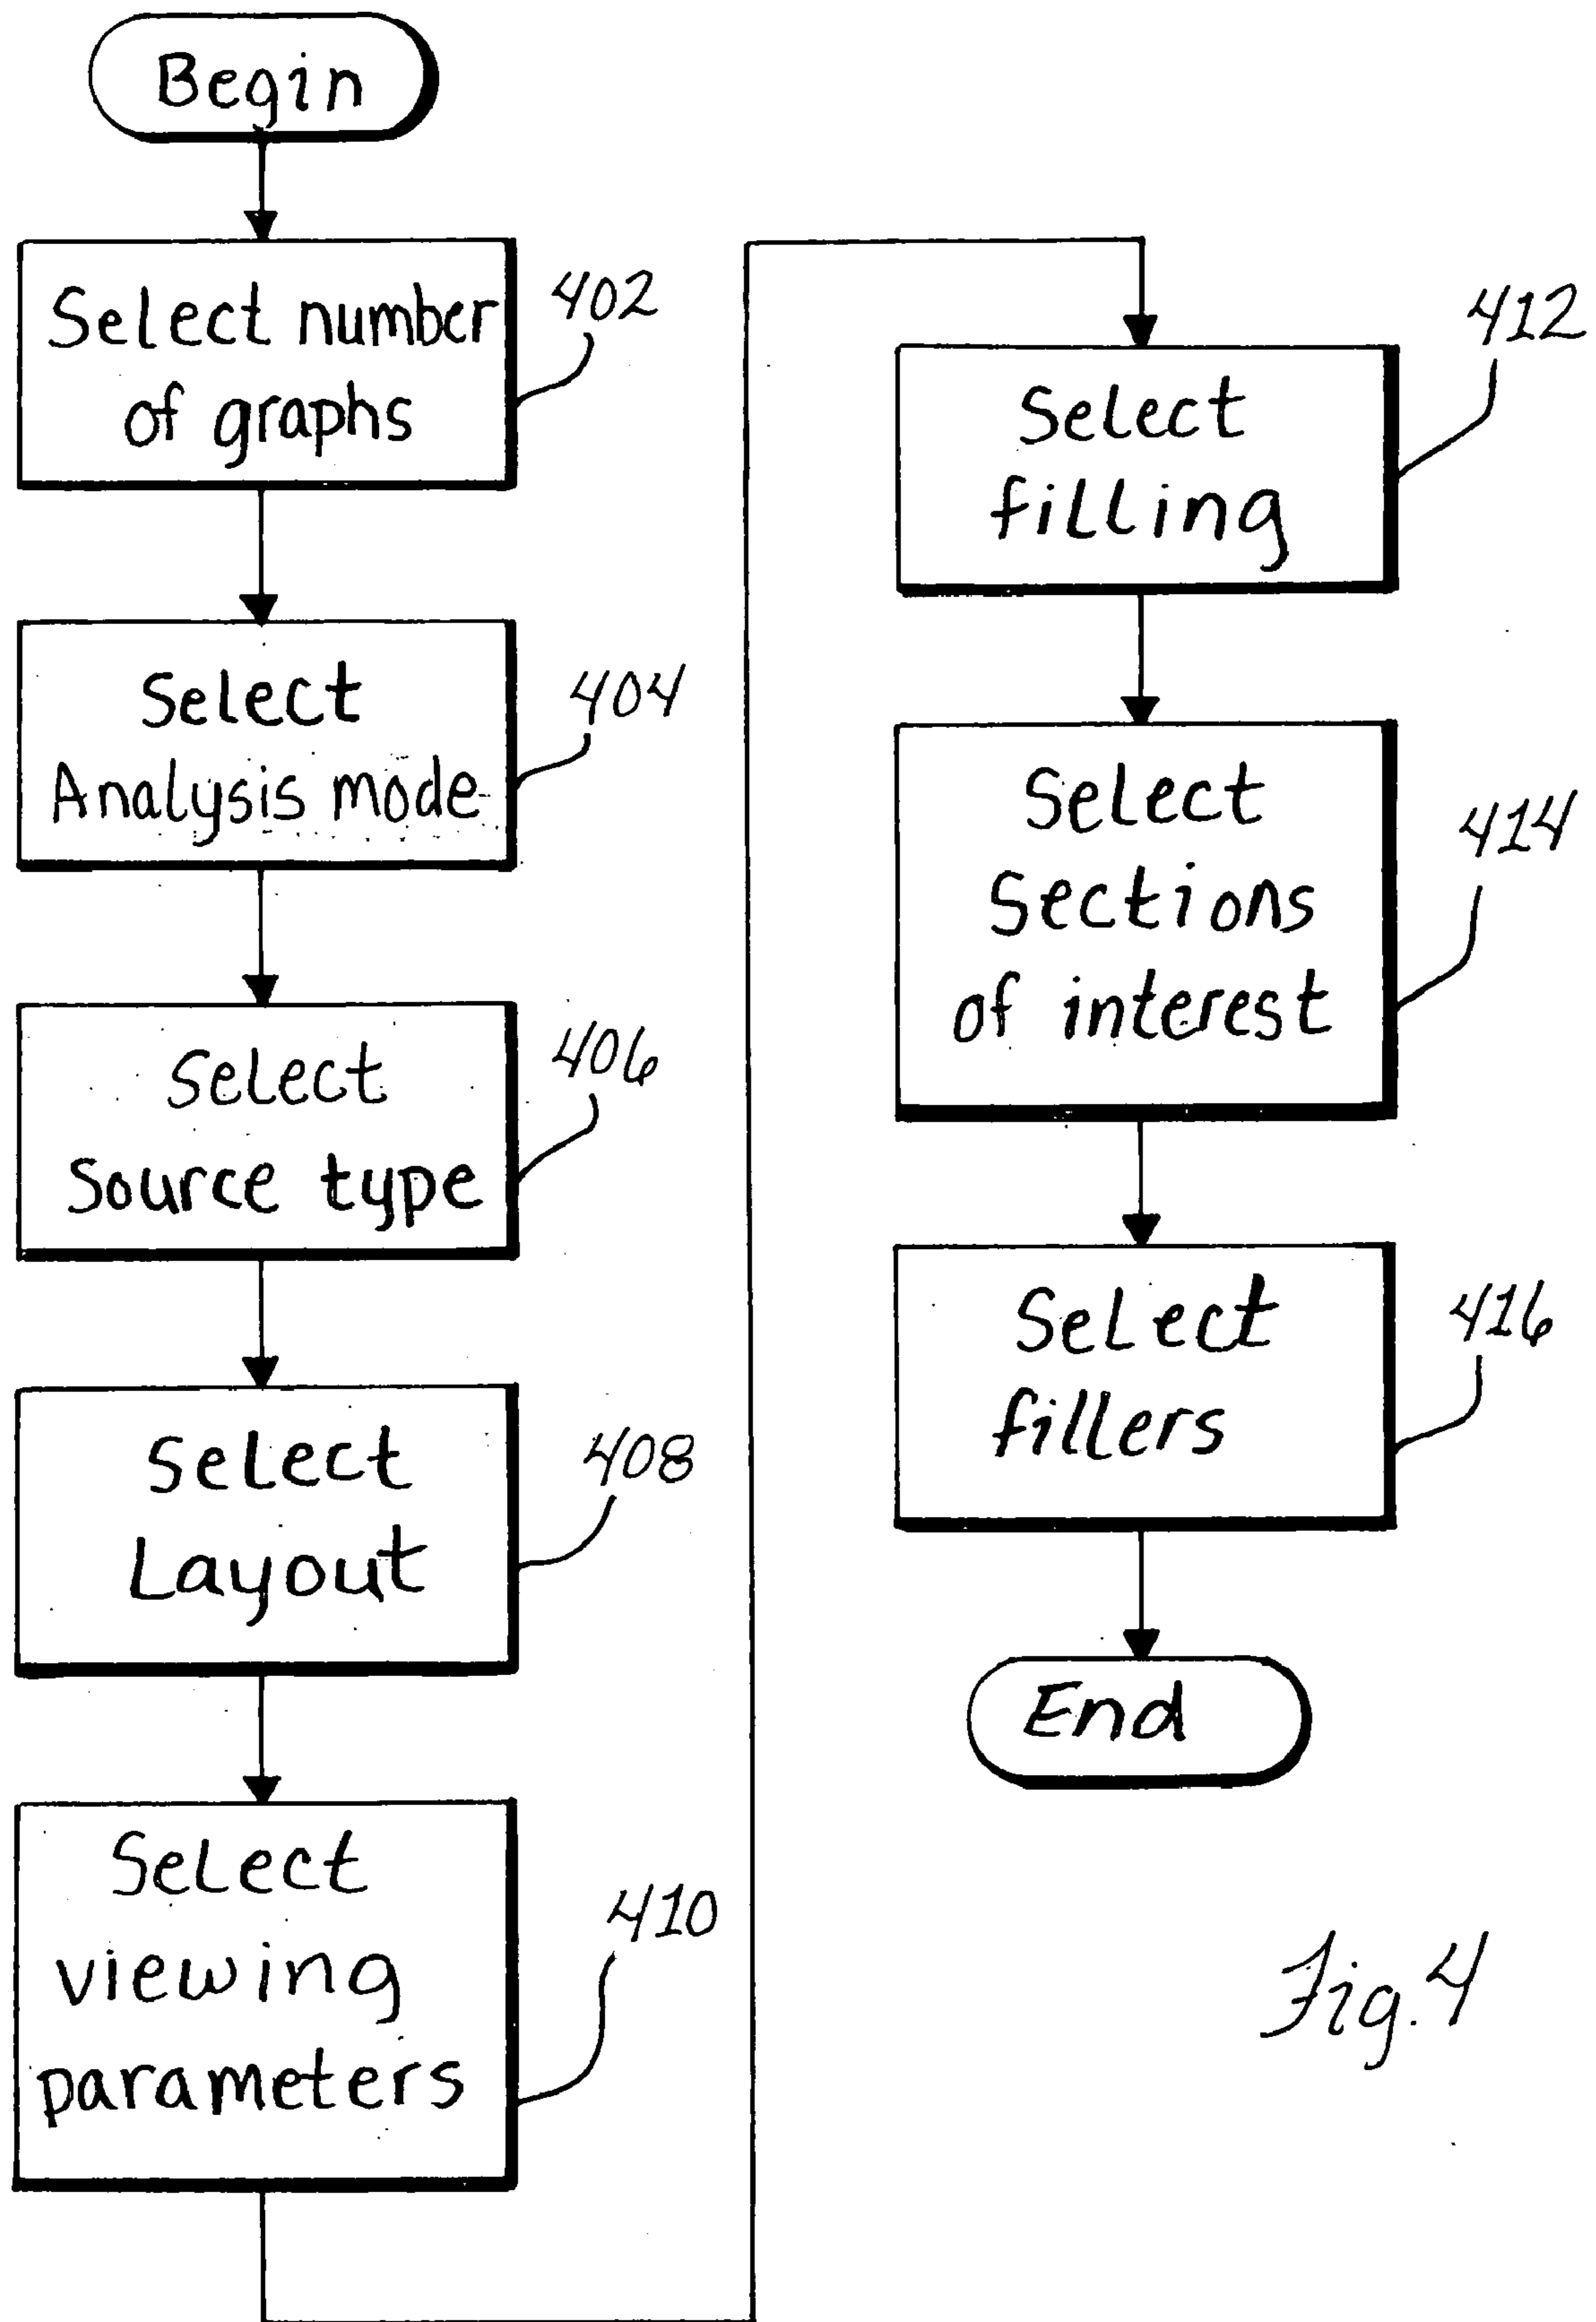 Begin
Select number
of graphs
402
Select
Analysis mode
404
Select
Source type
406
Select
Layout
408
Select
viewing
parameters
410
Select
filling
412
Select
Sections
of interest
414
Select
fillers
416
End
Fig. 4